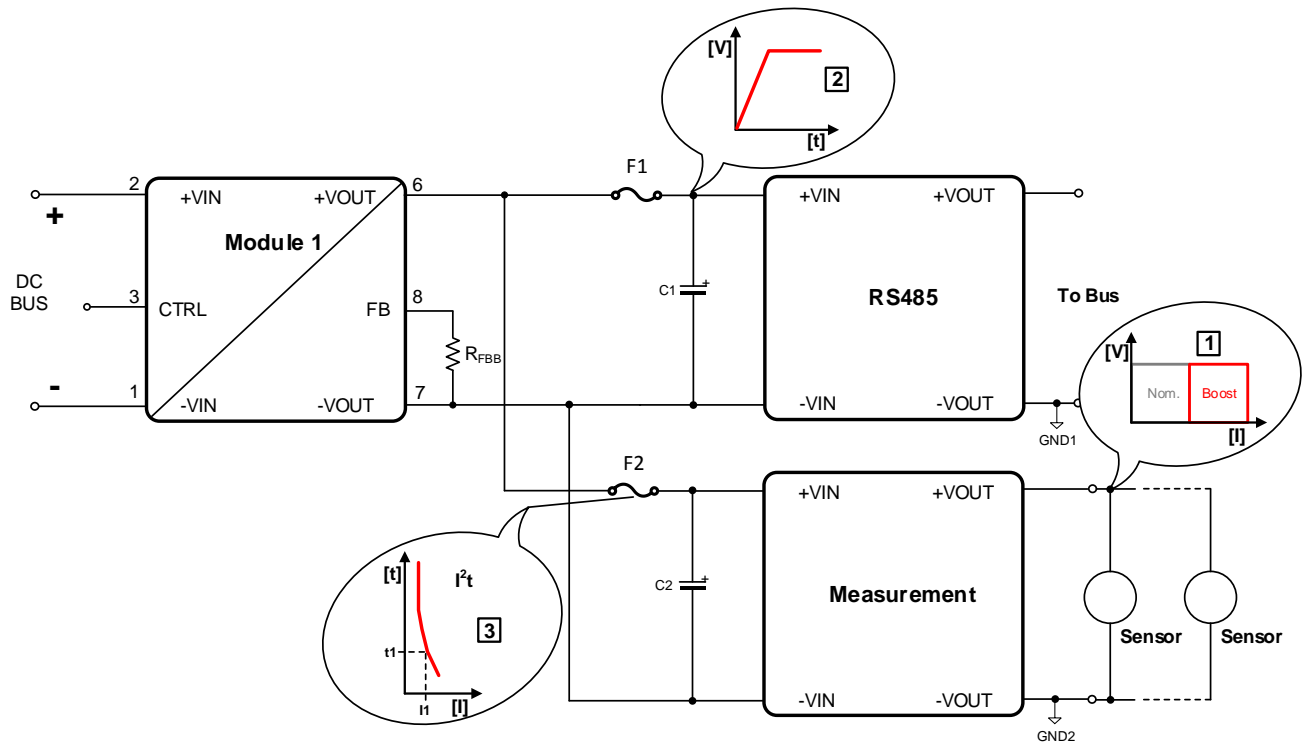 [V]
2
[t]
F1
2
+VIN
+VOUT
6
+
Module 1
DC
BUS
3
CTRL
FB
8
RFBB
-
1
-VIN
-VOUT
7
C1
+
+VIN
+VOUT
RS485
-VIN
-VOUT
To Bus
GND1
[V]
1
Nom.
Boost
[I]
F2
[t]
I²t
3
t1
I1
[I]
C2
+
+VIN
+VOUT
Measurement
-VIN
-VOUT
Sensor
Sensor
GND2